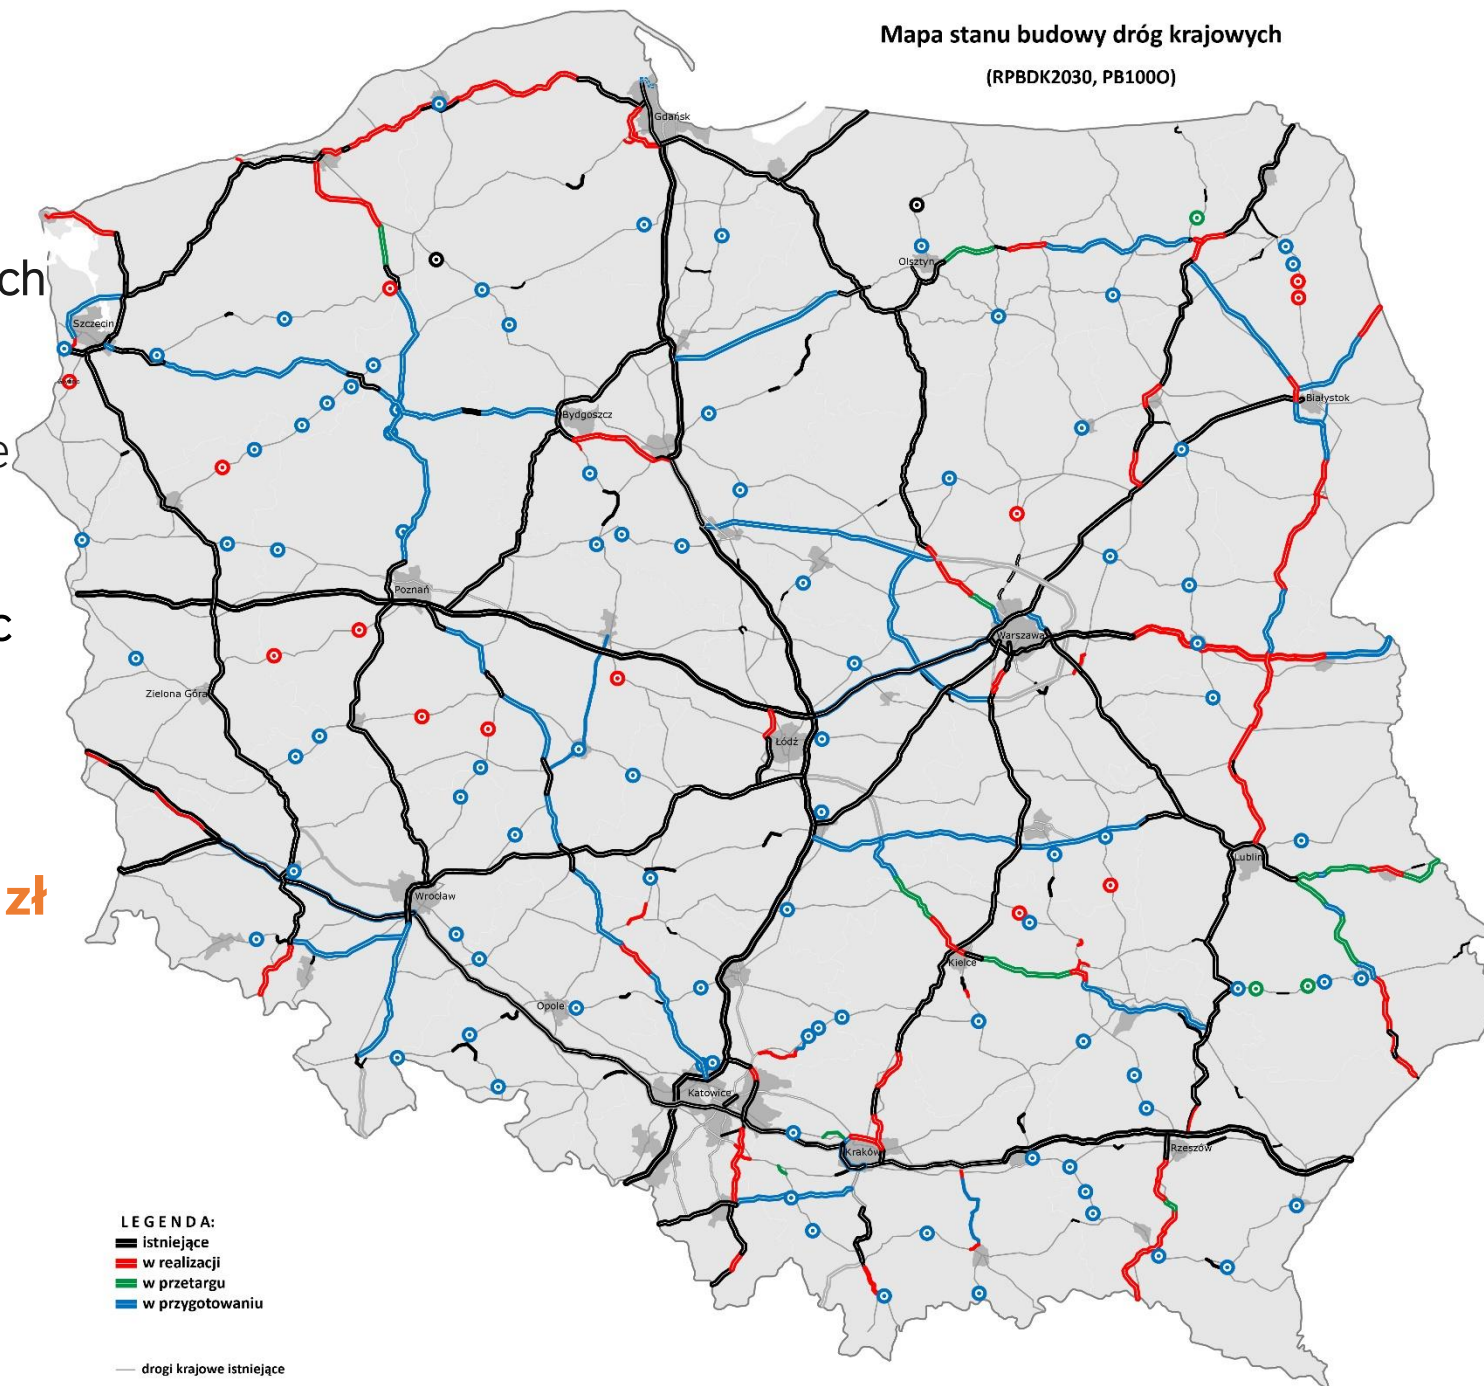 Mapa stanu budowy dróg krajowych
(RPBDK2030, PB100O)
Gdańsk
ch
Olsztyn
Szczecin
Białystok
Bydgoszcz
e
Poznań
c
Warszawa
Zielona Góra
Łódź
Lublin
zł
Wrocław
Kielce
Opole
Katowice
Kraków
Rzeszów
LEGENDA:
istniejące
w realizacji
w przetargu
w przygotowaniu
drogi krajowe istniejące